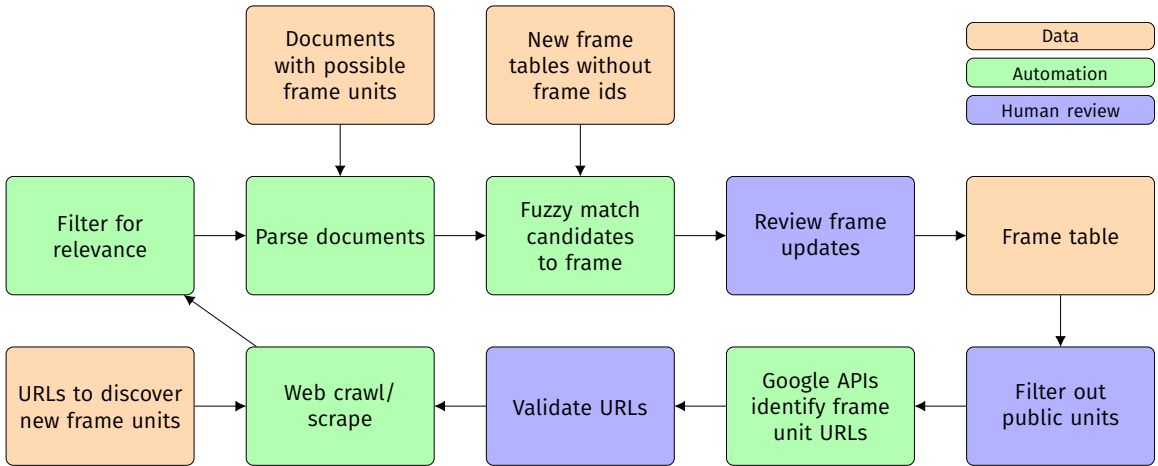 Documents
with possible
frame units
New frame
tables without
frame ids
Data
Automation
Human review
Filter for
relevance
Parse documents
Fuzzy match
candidates
to frame
Review frame
updates
Frame table
URLs to discover
new frame units
Web crawl/
scrape
Validate URLs
Google APIs
identify frame
unit URLs
Filter out
public units